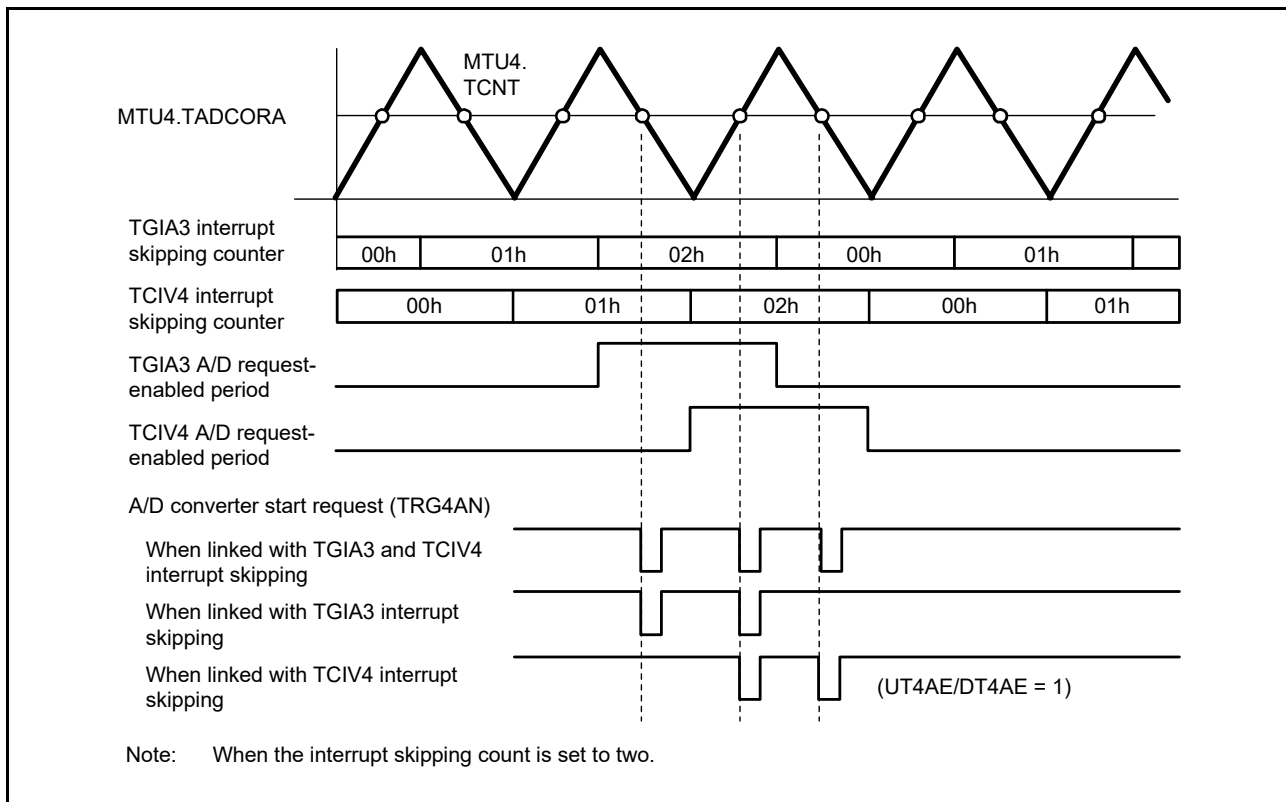 MTU4.
TCNT
MTU4.TADCORA
TGIA3 interrupt
skipping counter
00h 01h 02h 00h 01h
TCIV4 interrupt
skipping counter
00h 01h 02h 00h 01h
TGIA3 A/D request-
enabled period
TCIV4 A/D request-
enabled period
A/D converter start request (TRG4AN)
When linked with TGIA3 and TCIV4
interrupt skipping
When linked with TGIA3 interrupt
skipping
When linked with TCIV4 interrupt
skipping
(UT4AE/DT4AE = 1)
Note: When the interrupt skipping count is set to two.